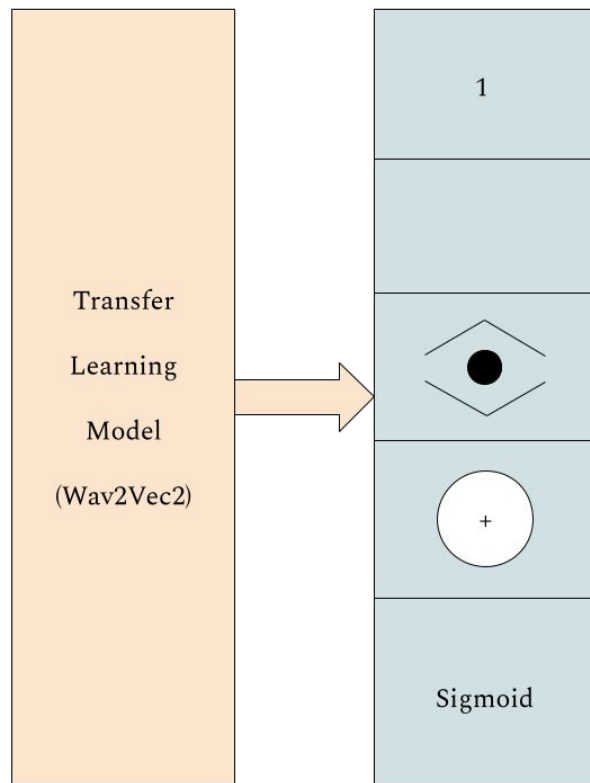 1
Transfer
Learning
Model
(Wav2Vec2)
+
Sigmoid